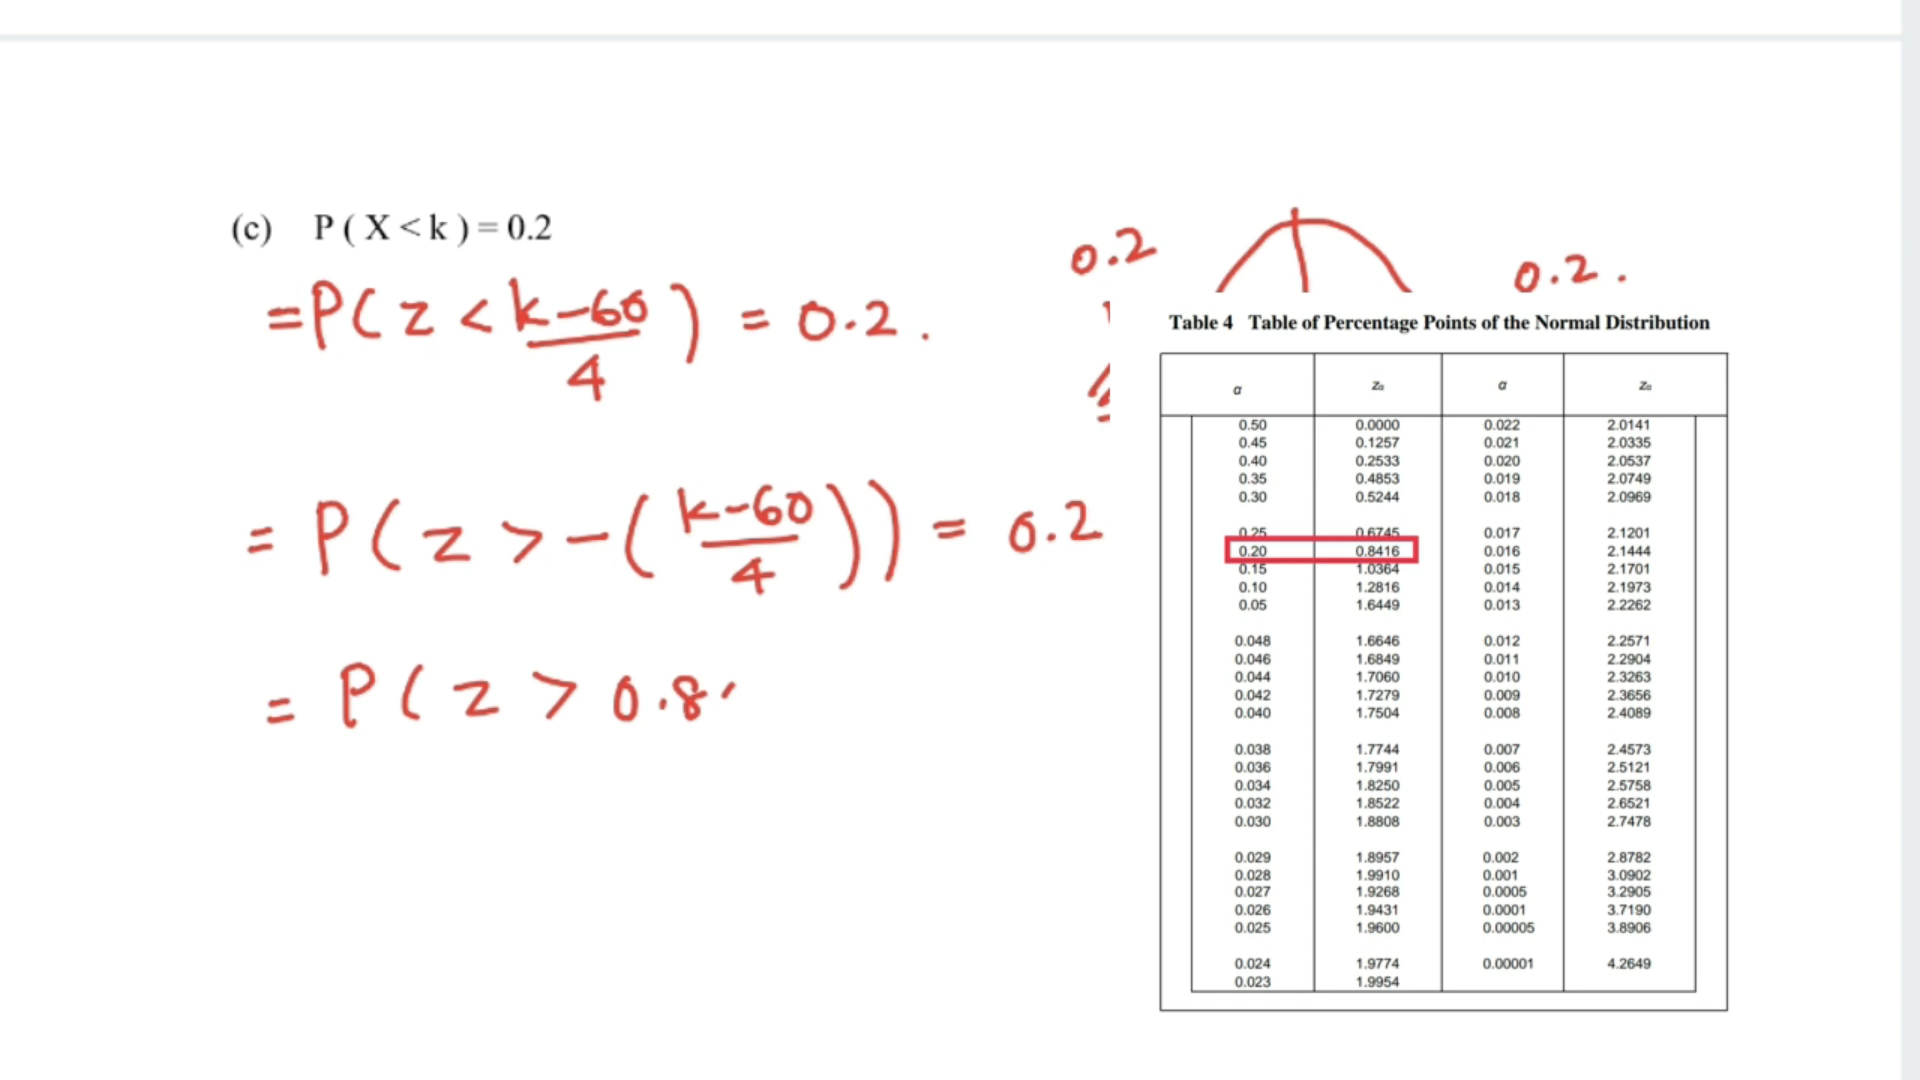 (c) P ( X < k ) = 0.2
= P( z < k-60 / 4 ) = 0.2 .
= P( z > -( k-60 / 4 )) = 0.2
= P( z > 0.8
0.2
0.2 .
Table 4 Table of Percentage Points of the Normal Distribution
α zα α zα
0.50 0.0000 0.022 2.0141
0.45 0.1257 0.021 2.0335
0.40 0.2533 0.020 2.0537
0.35 0.4853 0.019 2.0749
0.30 0.5244 0.018 2.0969
0.25 0.6745 0.017 2.1201
0.20 0.8416 0.016 2.1444
0.15 1.0364 0.015 2.1701
0.10 1.2816 0.014 2.1973
0.05 1.6449 0.013 2.2262
0.048 1.6646 0.012 2.2571
0.046 1.6849 0.011 2.2904
0.044 1.7060 0.010 2.3263
0.042 1.7279 0.009 2.3656
0.040 1.7504 0.008 2.4089
0.038 1.7744 0.007 2.4573
0.036 1.7991 0.006 2.5121
0.034 1.8250 0.005 2.5758
0.032 1.8522 0.004 2.6521
0.030 1.8808 0.003 2.7478
0.029 1.8957 0.002 2.8782
0.028 1.9910 0.001 3.0902
0.027 1.9268 0.0005 3.2905
0.026 1.9431 0.0001 3.7190
0.025 1.9600 0.00005 3.8906
0.024 1.9774 0.00001 4.2649
0.023 1.9954